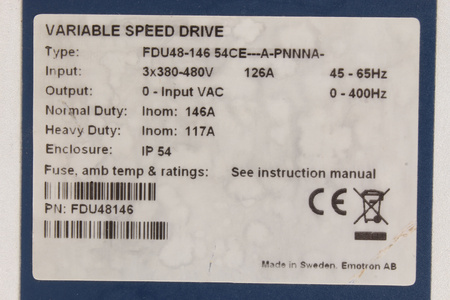 VARIABLE SPEED DRIVE
Type: FDU48-146 54CE---A-PNNNA-
Input: 3x380-480V 126A 45 - 65Hz
Output: 0 - Input VAC 0 - 400Hz
Normal Duty: Inom: 146A
Heavy Duty: Inom: 117A
Enclosure: IP 54
Fuse, amb temp & ratings: See instruction manual
CE
PN: FDU48146
Made in Sweden, Emotron AB